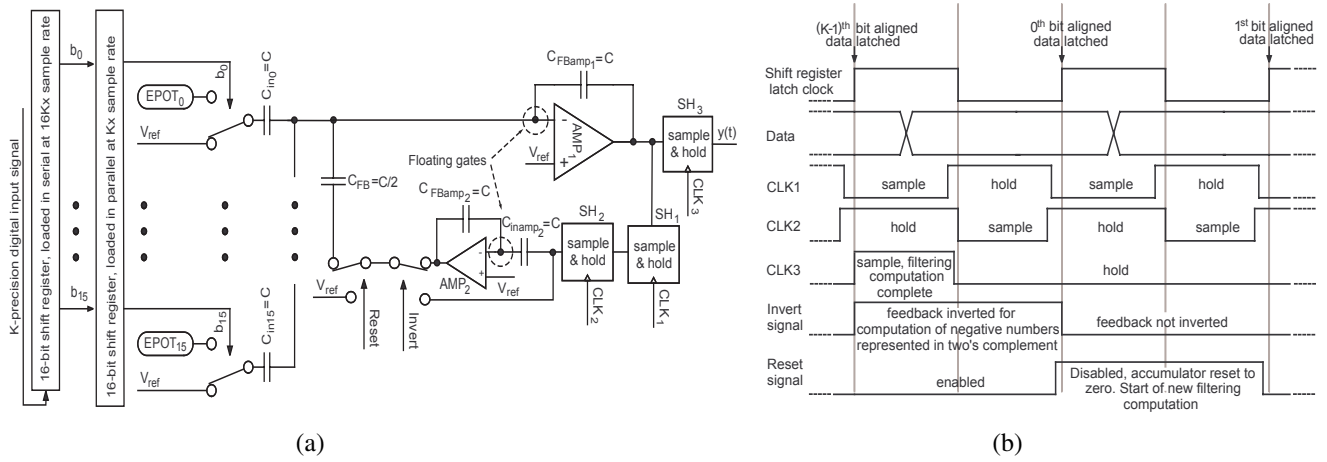 K-precision digital input signal
16-bit shift register, loaded in serial at 16Kx sample rate
16-bit shift register, loaded in parallel at Kx sample rate
b0
b0
EPOT0
Vref
Cin0=C
b15
b15
EPOT15
Vref
Cin15=C
CFB=C/2
CFBamp1=C
AMP1
-
+
Vref
Floating gates
SH3
sample
& hold
CLK3
y(t)
CFBamp2=C
Cinamp2=C
AMP2
-
+
Vref
SH2
sample
& hold
CLK2
SH1
sample
& hold
CLK1
Vref
Reset
Invert
(a)
(K-1)th bit aligned
data latched
0th bit aligned
data latched
1st bit aligned
data latched
Shift register
latch clock
Data
CLK1
sample
hold
sample
hold
CLK2
hold
sample
hold
sample
CLK3
sample, filtering
computation
complete
hold
Invert
signal
feedback inverted for
computation of negative numbers
represented in two's complement
feedback not inverted
Reset
signal
enabled
Disabled, accumulator reset to
zero. Start of new filtering
computation
(b)